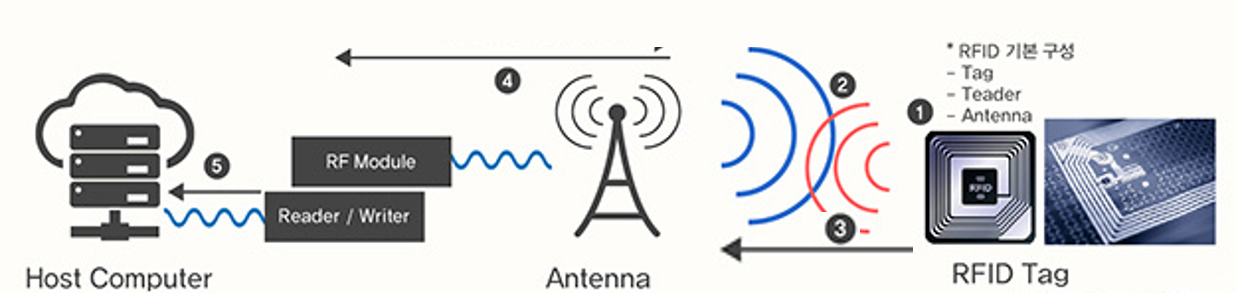 ④
②
* RFID 기본 구성
- Tag
- Teader
- Antenna
①
⑤
RF Module
Reader / Writer
RFID
③
Host Computer
Antenna
RFID Tag